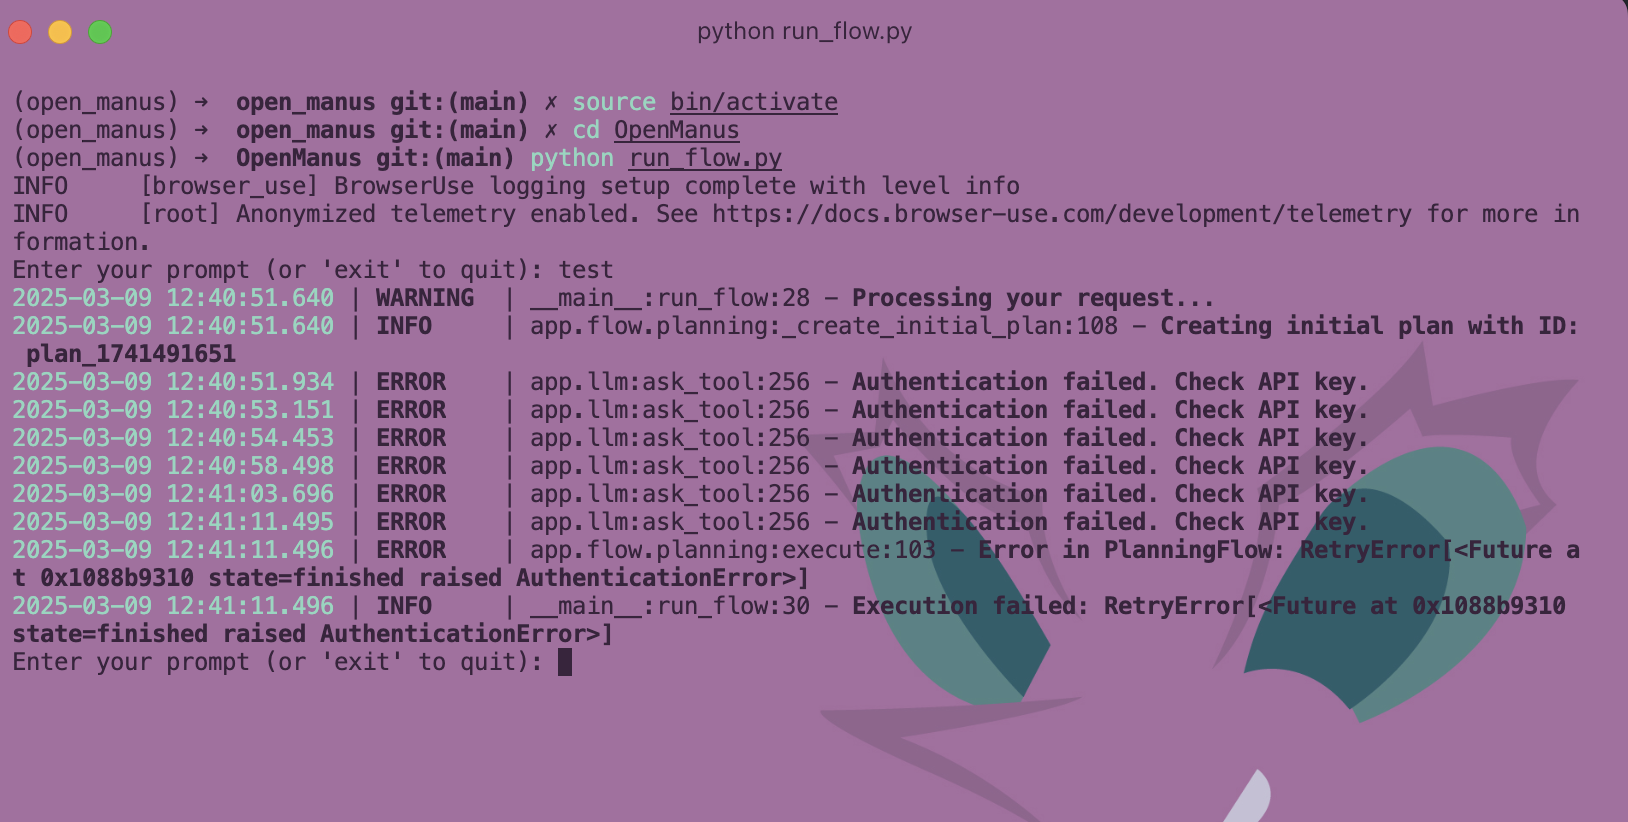 python run_flow.py
(open_manus) → open_manus git:(main) ✗ source bin/activate
(open_manus) → open_manus git:(main) ✗ cd OpenManus
(open_manus) → OpenManus git:(main) python run_flow.py
INFO     [browser_use] BrowserUse logging setup complete with level info
INFO     [root] Anonymized telemetry enabled. See https://docs.browser-use.com/development/telemetry for more in
formation.
Enter your prompt (or 'exit' to quit): test
2025-03-09 12:40:51.640 | WARNING  | __main__:run_flow:28 - Processing your request...
2025-03-09 12:40:51.640 | INFO     | app.flow.planning:_create_initial_plan:108 - Creating initial plan with ID:
 plan_1741491651
2025-03-09 12:40:51.934 | ERROR    | app.llm:ask_tool:256 - Authentication failed. Check API key.
2025-03-09 12:40:53.151 | ERROR    | app.llm:ask_tool:256 - Authentication failed. Check API key.
2025-03-09 12:40:54.453 | ERROR    | app.llm:ask_tool:256 - Authentication failed. Check API key.
2025-03-09 12:40:58.498 | ERROR    | app.llm:ask_tool:256 - Authentication failed. Check API key.
2025-03-09 12:41:03.696 | ERROR    | app.llm:ask_tool:256 - Authentication failed. Check API key.
2025-03-09 12:41:11.495 | ERROR    | app.llm:ask_tool:256 - Authentication failed. Check API key.
2025-03-09 12:41:11.496 | ERROR    | app.flow.planning:execute:103 - Error in PlanningFlow: RetryError[<Future a
t 0x1088b9310 state=finished raised AuthenticationError>]
2025-03-09 12:41:11.496 | INFO     | __main__:run_flow:30 - Execution failed: RetryError[<Future at 0x1088b9310
state=finished raised AuthenticationError>]
Enter your prompt (or 'exit' to quit):